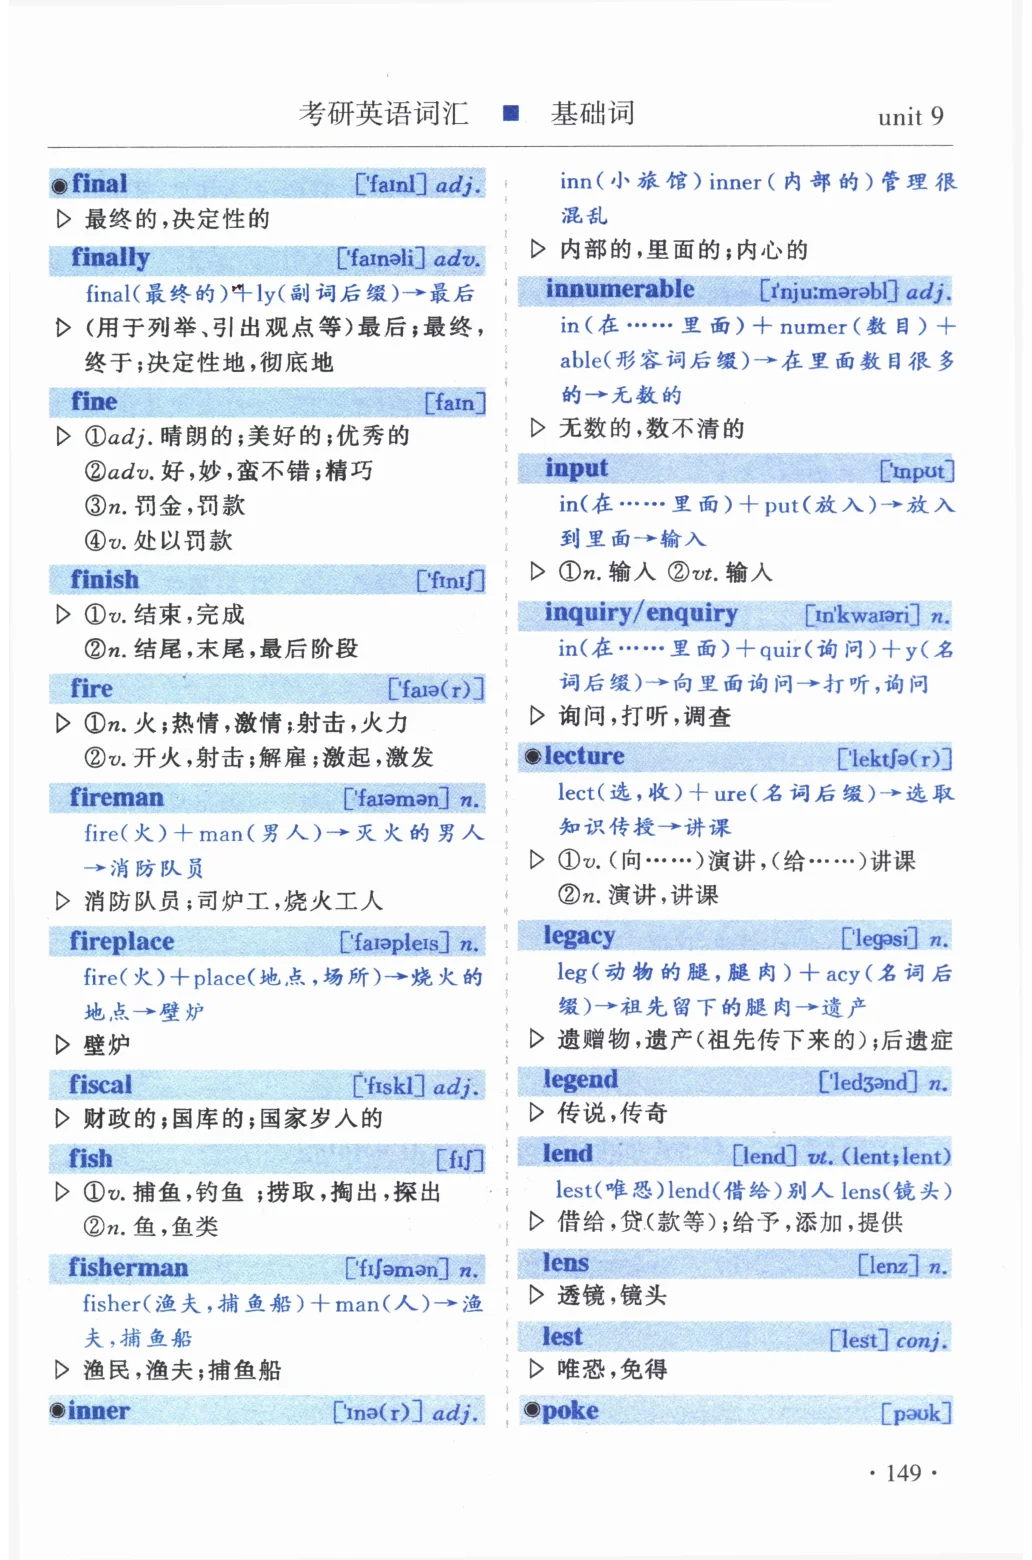 考研英语词汇 ■ 基础词 unit 9
◉final ['faɪnl] adj.
▷ 最终的,决定性的
finally ['faɪnəli] adv.
final(最终的)+ly(副词后缀)→最后
▷ (用于列举、引出观点等)最后;最终,
终于;决定性地,彻底地
fine [faɪn]
▷ ①adj. 晴朗的;美好的;优秀的
②adv. 好,妙,蛮不错;精巧
③n. 罚金,罚款
④v. 处以罚款
finish ['fɪnɪʃ]
▷ ①v. 结束,完成
②n. 结尾,末尾,最后阶段
fire ['faɪə(r)]
▷ ①n. 火;热情,激情;射击,火力
②v. 开火,射击;解雇;激起,激发
fireman ['faɪəmən] n.
fire(火)+man(男人)→灭火的男人
→消防队员
▷ 消防队员;司炉工,烧火工人
fireplace ['faɪəpleɪs] n.
fire(火)+place(地点,场所)→烧火的
地点→壁炉
▷ 壁炉
fiscal ['fɪskl] adj.
▷ 财政的;国库的;国家岁入的
fish [fɪʃ]
▷ ①v. 捕鱼,钓鱼 ;捞取,掏出,探出
②n. 鱼,鱼类
fisherman ['fɪʃəmən] n.
fisher(渔夫,捕鱼船)+man(人)→渔
夫,捕鱼船
▷ 渔民,渔夫;捕鱼船
◉inner ['ɪnə(r)] adj.
inn(小旅馆)inner(内部的)管理很
混乱
▷ 内部的,里面的;内心的
innumerable [ɪ'nju:mərəbl] adj.
in(在……里面)+numer(数目)+
able(形容词后缀)→在里面数目很多
的→无数的
▷ 无数的,数不清的
input ['ɪnpʊt]
in(在……里面)+put(放入)→放入
到里面→输入
▷ ①n. 输入 ②vt. 输入
inquiry/enquiry [ɪn'kwaɪəri] n.
in(在……里面)+quir(询问)+y(名
词后缀)→向里面询问→打听,询问
▷ 询问,打听,调查
◉lecture ['lektʃə(r)]
lect(选,收)+ure(名词后缀)→选取
知识传授→讲课
▷ ①v. (向……)演讲,(给……)讲课
②n. 演讲,讲课
legacy ['legəsi] n.
leg(动物的腿,腿肉)+acy(名词后
缀)→祖先留下的腿肉→遗产
▷ 遗赠物,遗产(祖先传下来的);后遗症
legend ['ledʒənd] n.
▷ 传说,传奇
lend [lend] vt. (lent;lent)
lest(唯恐)lend(借给)别人 lens(镜头)
▷ 借给,贷(款等);给予,添加,提供
lens [lenz] n.
▷ 透镜,镜头
lest [lest] conj.
▷ 唯恐,免得
◉poke [pəʊk]
· 149 ·